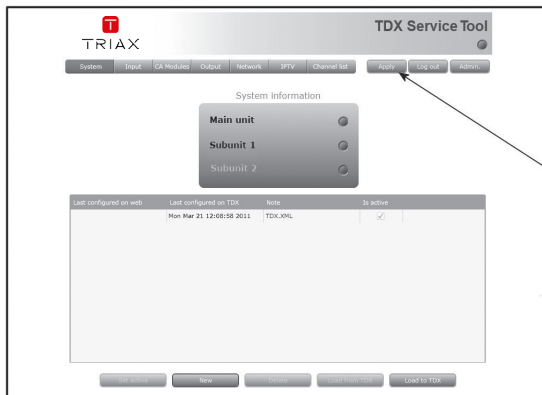 TRIAX
TDX Service Tool
System Input CA Modules Output Network IPTV Channel list Apply Log out Admin.
System information
Main unit
Subunit 1
Subunit 2
Last configured on web Last configured on TDX Note Is active
Mon Mar 21 12:08:58 2011 TDX.XML
Set active New Delete Load from TDX Load to TDX